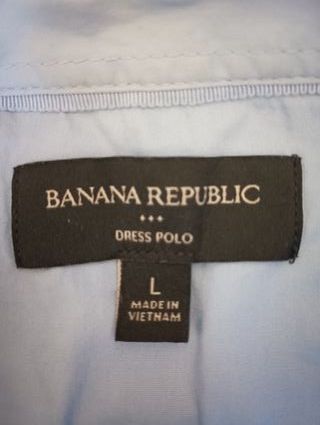 BANANA REPUBLIC
DRESS POLO
L
MADE IN
VIETNAM